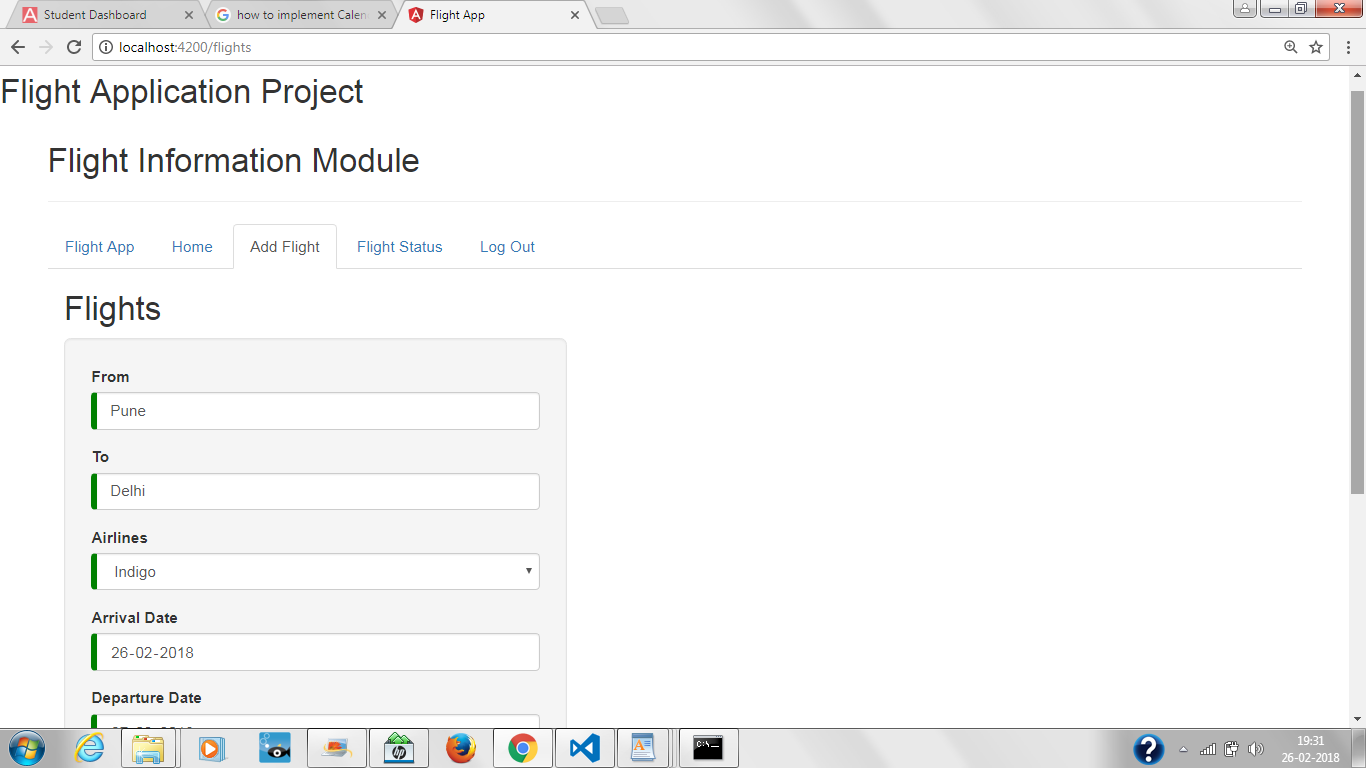 Student Dashboard
how to implement Calen
Flight App
localhost:4200/flights
Flight Application Project
Flight Information Module
Flight App
Home
Add Flight
Flight Status
Log Out
Flights
From
Pune
To
Delhi
Airlines
Indigo
Arrival Date
26-02-2018
Departure Date
19:31
26-02-2018